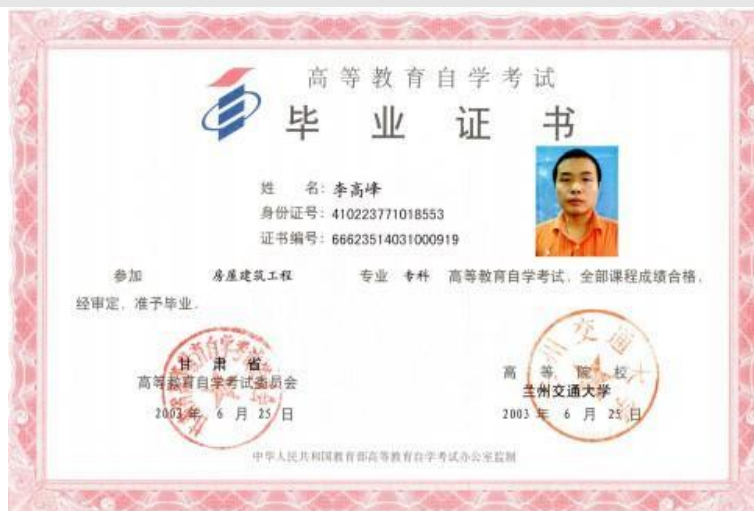 高等教育自学考试
毕业证书
姓 名：李高峰
身份证号：410223771018553
证书编号：66623514031000919
参加 房屋建筑工程 专业 专科 高等教育自学考试，全部课程成绩合格，
经审定，准予毕业．
甘肃省
高等教育自学考试委员会
2003 年 6 月 25 日
高等院校
兰州交通大学
2003 年 6 月 25 日
中华人民共和国教育部高等教育自学考试办公室监制